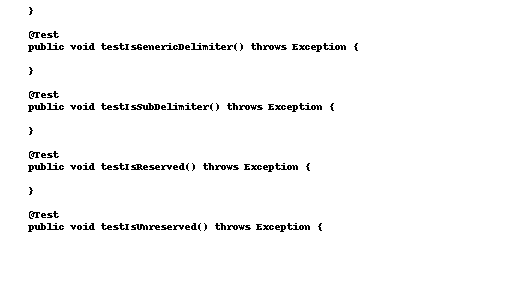 }
@Test
public void testIsGenericDelimiter() throws Exception {
}
@Test
public void testIsSubDelimiter() throws Exception {
}
@Test
public void testIsReserved() throws Exception {
}
@Test
public void testIsUnreserved() throws Exception {